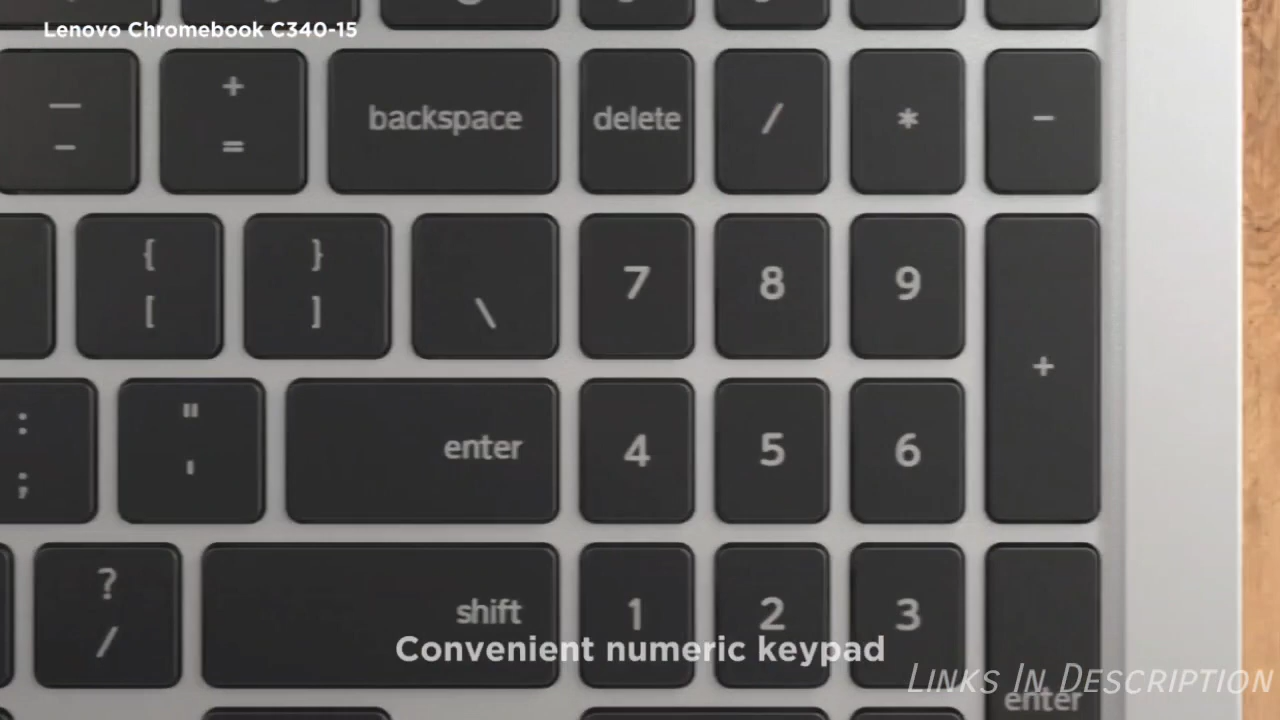 Lenovo Chromebook C340-15
+
— backspace delete / * -
- =
{ } 7 8 9
[ ] \
+
: " enter 4 5 6
; '
? shift 1 2 3
/
Convenient numeric keypad
Links In Description
enter